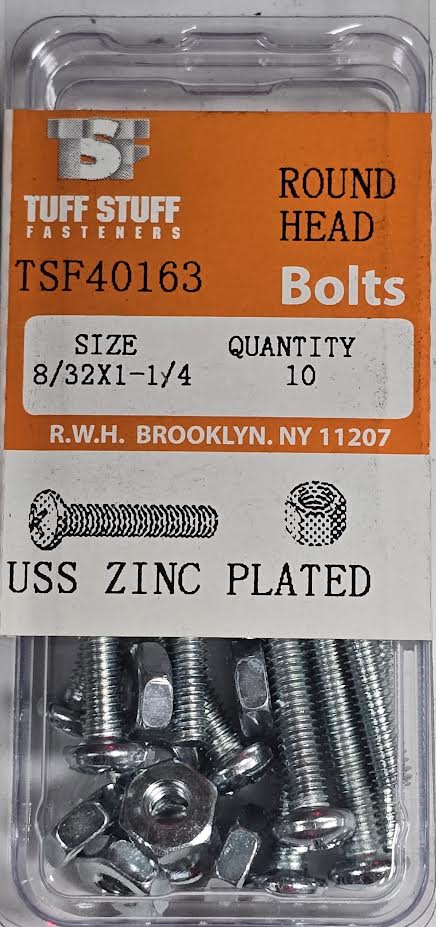 TSF
TUFF STUFF
FASTENERS
ROUND
HEAD
TSF40163
Bolts
SIZE QUANTITY
8/32X1-1/4 10
R.W.H. BROOKLYN. NY 11207
USS ZINC PLATED